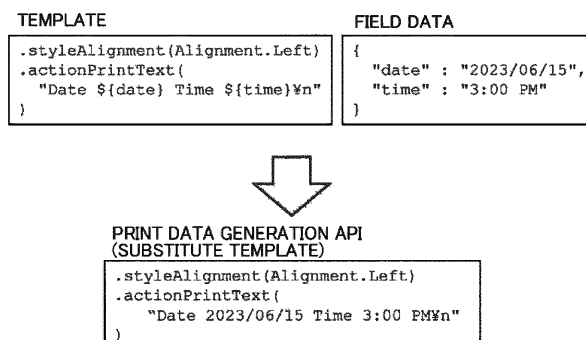 TEMPLATE
.styleAlignment(Alignment.Left)
.actionPrintText(
"Date ${date} Time ${time}¥n"
)
FIELD DATA
{
"date" : "2023/06/15",
"time" : "3:00 PM"
}
PRINT DATA GENERATION API
(SUBSTITUTE TEMPLATE)
.styleAlignment(Alignment.Left)
.actionPrintText(
"Date 2023/06/15 Time 3:00 PM¥n"
)